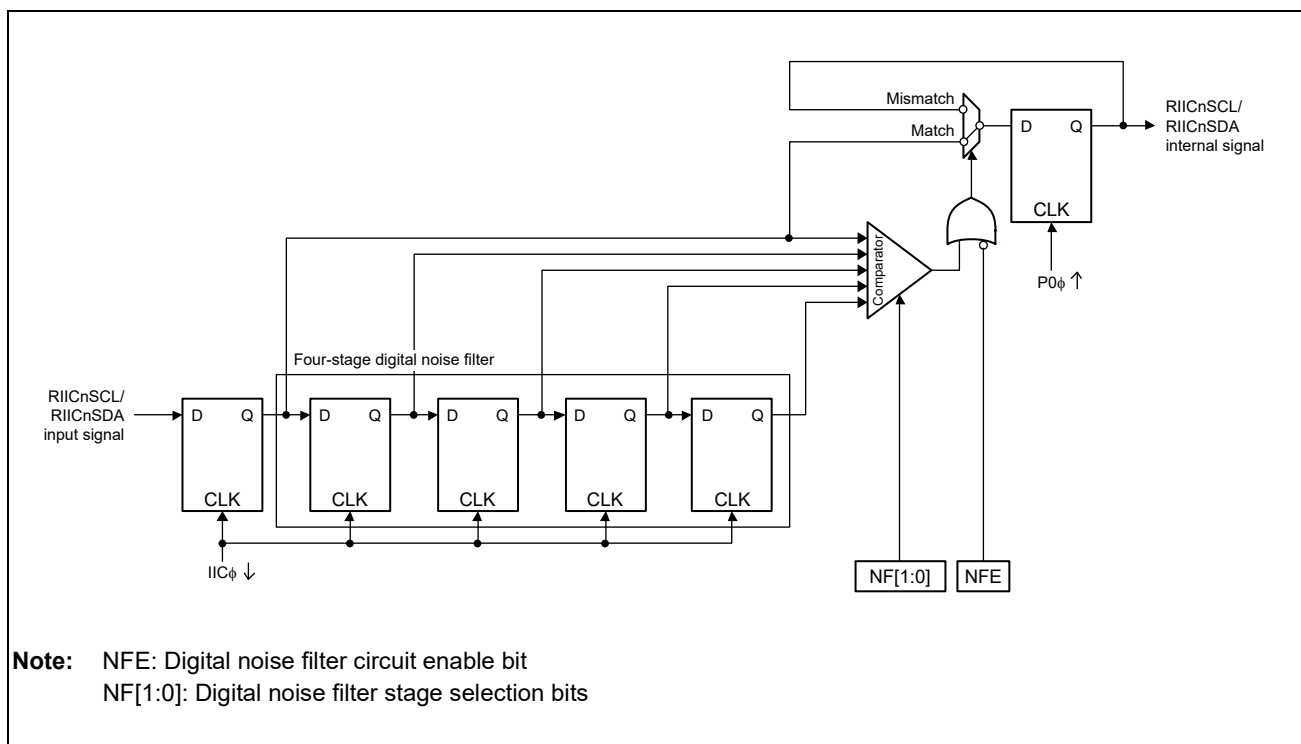 Mismatch
Match
D Q
CLK
P0ϕ ↑
RIICnSCL/
RIICnSDA
internal signal
Comparator
Four-stage digital noise filter
RIICnSCL/
RIICnSDA
input signal
D Q
CLK
D Q
CLK
D Q
CLK
D Q
CLK
D Q
CLK
IICϕ ↓
NF[1:0]
NFE
Note: NFE: Digital noise filter circuit enable bit
NF[1:0]: Digital noise filter stage selection bits